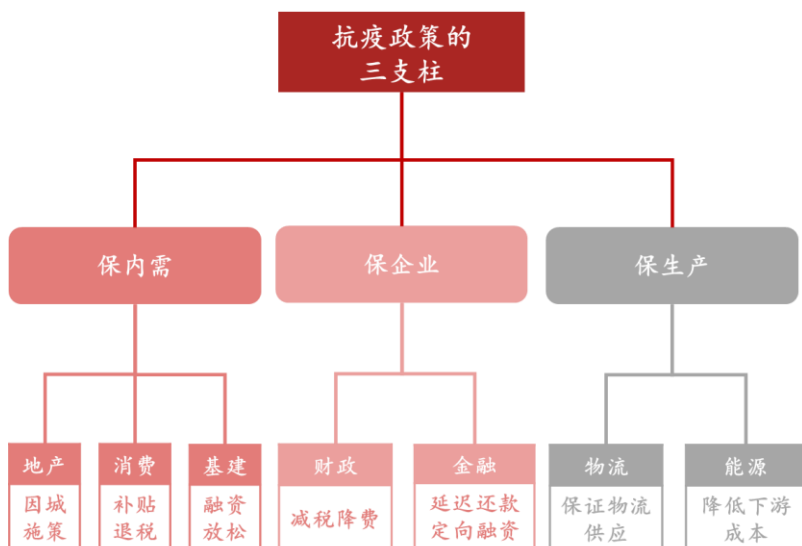 抗疫政策的
三支柱
保内需
保企业
保生产
地产
消费
基建
财政
金融
物流
能源
因城
施策
补贴
退税
融资
放松
减税降费
延迟还款
定向融资
保证物流
供应
降低下游
成本